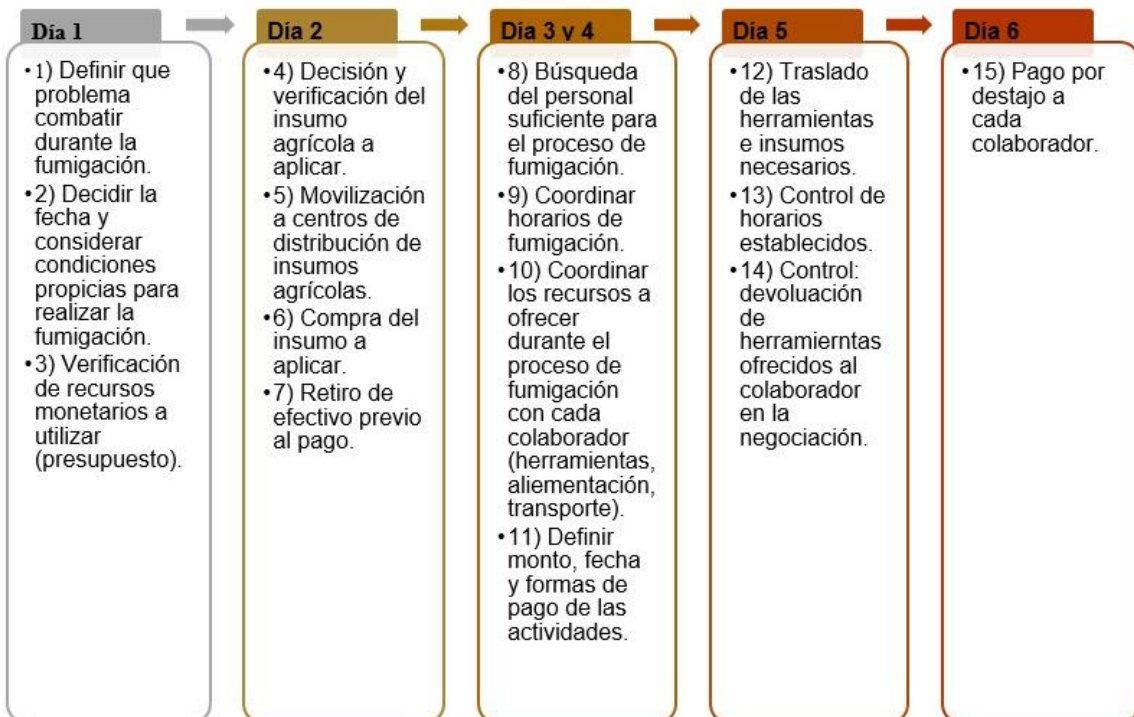 Día 1
•1) Definir que
problema
combatir
durante la
fumigación.
•2) Decidir la
fecha y
considerar
condiciones
propicias para
realizar la
fumigación.
•3) Verificación
de recursos
monetarios a
utilizar
(presupuesto).
Día 2
•4) Decisión y
verificación del
insumo
agrícola a
aplicar.
•5) Movilización
a centros de
distribución de
insumos
agrícolas.
•6) Compra del
insumo a
aplicar.
•7) Retiro de
efectivo previo
al pago.
Día 3 y 4
•8) Búsqueda
del personal
suficiente para
el proceso de
fumigación.
•9) Coordinar
horarios de
fumigación.
•10) Coordinar
los recursos a
ofrecer
durante el
proceso de
fumigación
con cada
colaborador
(herramientas,
aliementación,
transporte).
•11) Definir
monto, fecha
y formas de
pago de las
actividades.
Día 5
•12) Traslado
de las
herramientas
e insumos
necesarios.
•13) Control de
horarios
establecidos.
•14) Control:
devoluación
de
herramierntas
ofrecidos al
colaborador
en la
negociación.
Día 6
•15) Pago por
destajo a
cada
colaborador.